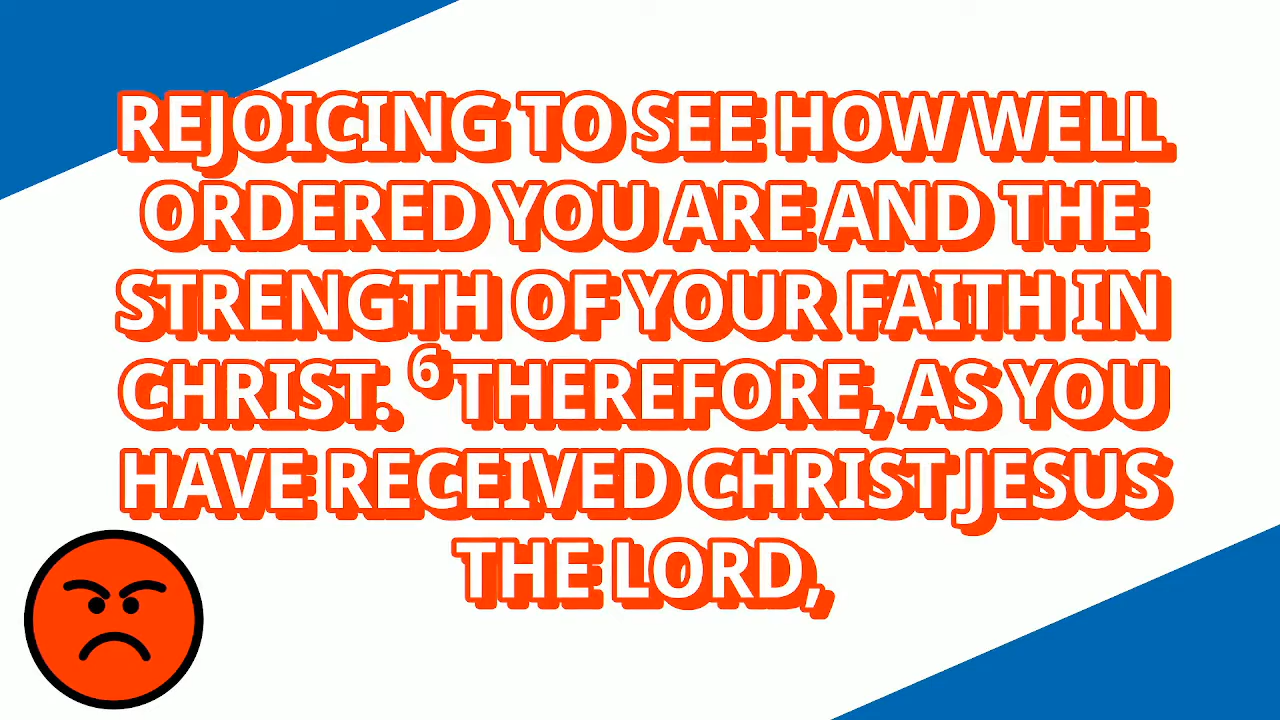 REJOICING TO SEE HOW WELL
ORDERED YOU ARE AND THE
STRENGTH OF YOUR FAITH IN
CHRIST. ⁶ THEREFORE, AS YOU
HAVE RECEIVED CHRIST JESUS
THE LORD,